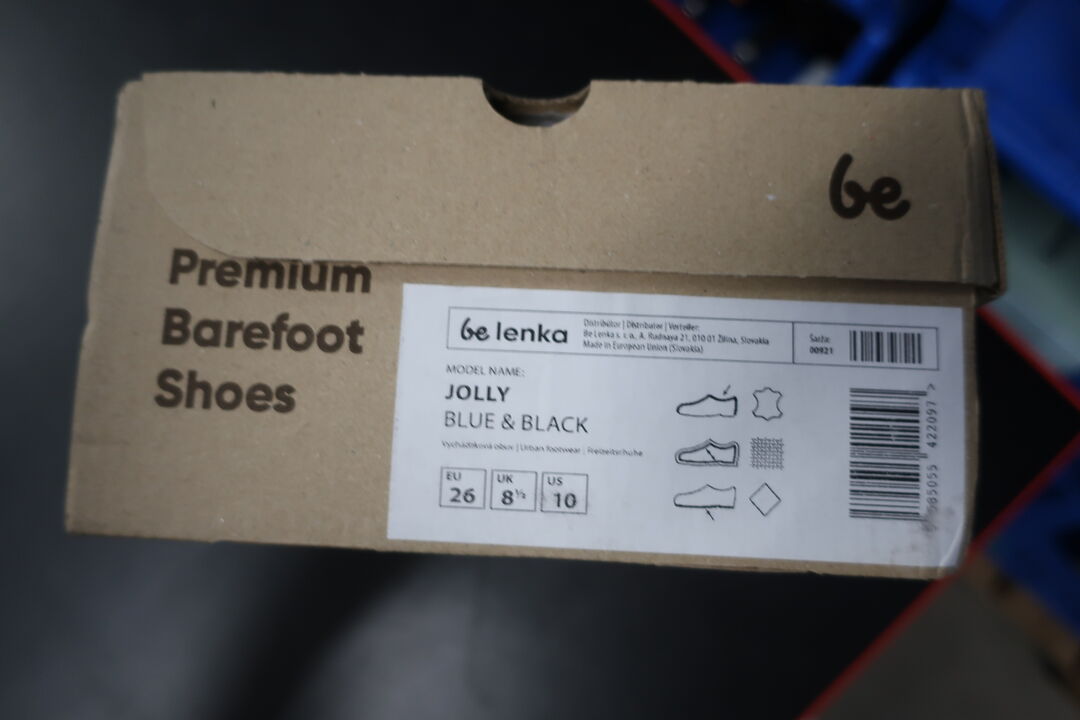 be
Premium
Barefoot
Shoes
be lenka
Distribútor | Distributor | Verteiler:
Be Lenka s. r. o., A. Rudnaya 21, 010 01 Žilina, Slovakia
Made in European Union (Slovakia)
Šarža:
00921
MODEL NAME:
JOLLY
BLUE & BLACK
Vychádzková obuv | Urban footwear | Freizeitschuhe
EU
26
UK
8½
US
10
585055 422097 >